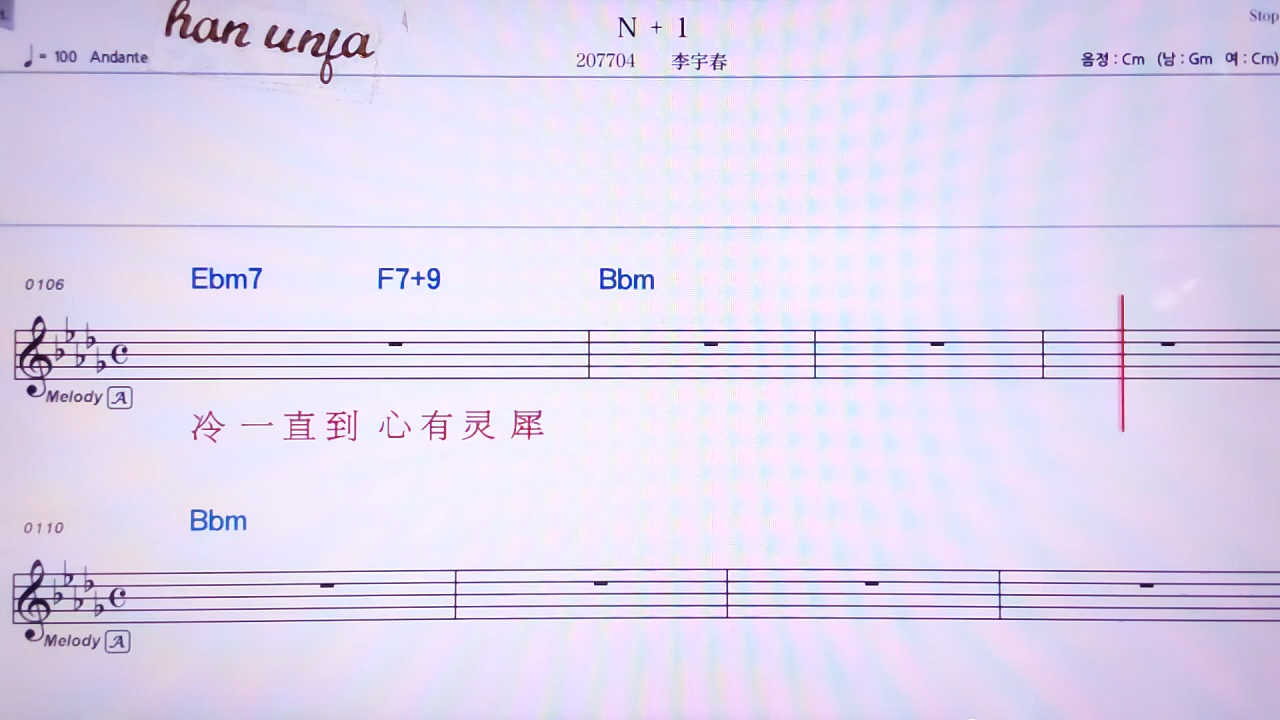 han unfa
N + 1
Stop
♩ = 100 Andante
207704 李宇春
음정 : Cm (남 : Gm 여 : Cm)
0106 Ebm7 F7+9 Bbm
Melody A
冷 一 直 到 心 有 灵 犀
0110 Bbm
Melody A